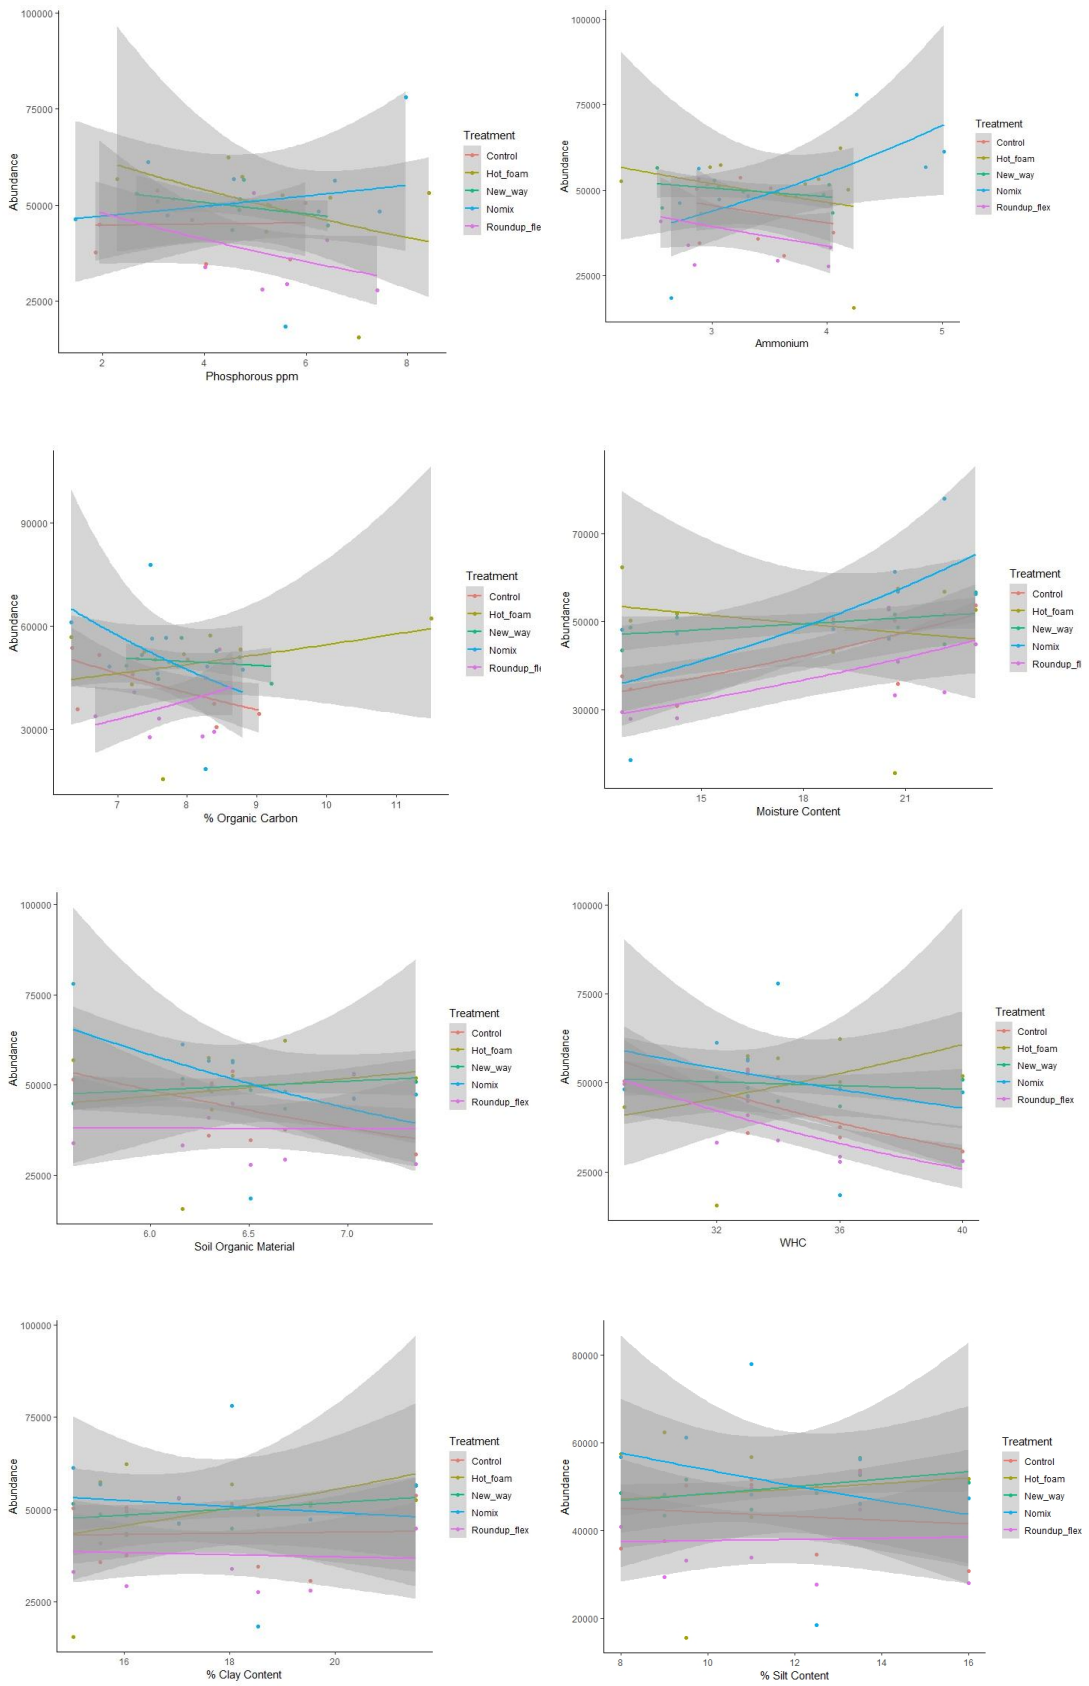 100000
75000
50000
25000
Abundance
2 4 6 8
Phosphorous ppm
Treatment
Control
Hot_foam
New_way
Nomix
Roundup_fle
100000
75000
50000
25000
Abundance
3 4 5
Ammonium
Treatment
Control
Hot_foam
New_way
Nomix
Roundup_flex
90000
60000
30000
Abundance
7 8 9 10 11
% Organic Carbon
Treatment
Control
Hot_foam
New_way
Nomix
Roundup_fl
70000
50000
30000
Abundance
15 18 21
Moisture Content
Treatment
Control
Hot_foam
New_way
Nomix
Roundup_fl
100000
75000
50000
25000
Abundance
6.0 6.5 7.0
Soil Organic Material
Treatment
Control
Hot_foam
New_way
Nomix
Roundup_flex
100000
75000
50000
25000
Abundance
32 36 40
WHC
Treatment
Control
Hot_foam
New_way
Nomix
Roundup_flex
100000
75000
50000
25000
Abundance
16 18 20
% Clay Content
Treatment
Control
Hot_foam
New_way
Nomix
Roundup_flex
80000
60000
40000
20000
Abundance
8 10 12 14 16
% Silt Content
Treatment
Control
Hot_foam
New_way
Nomix
Roundup_flex